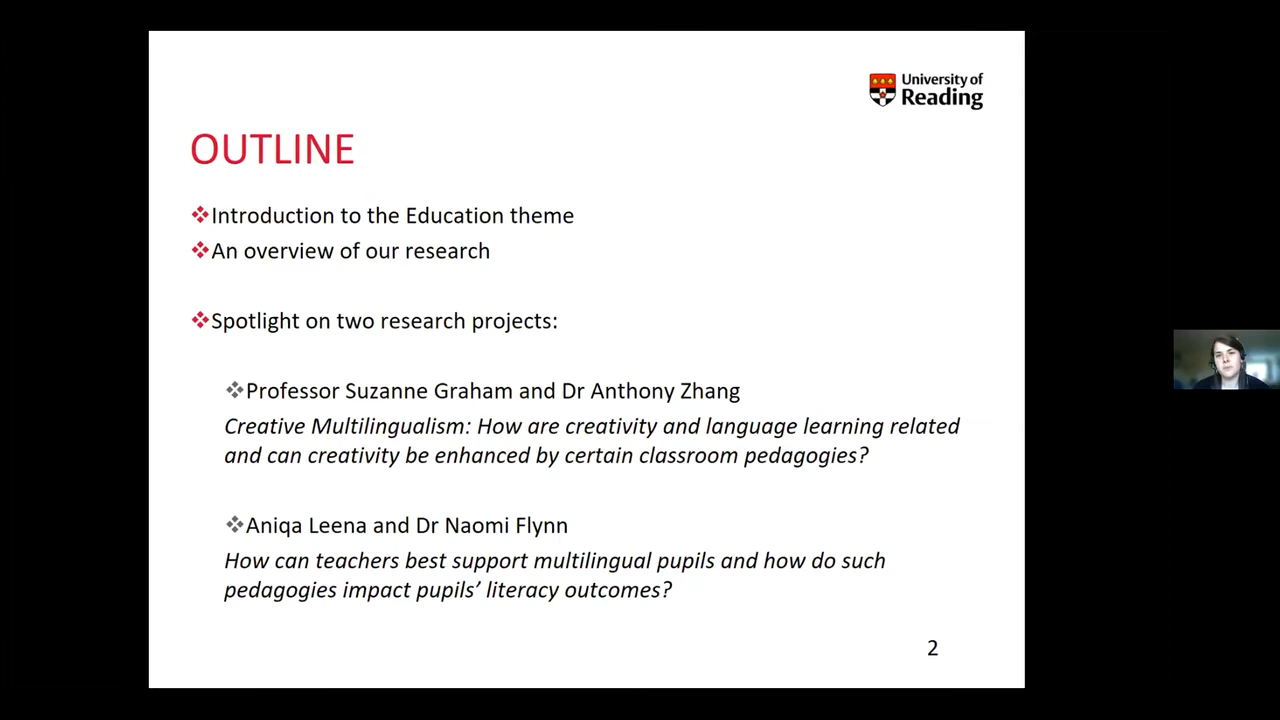 University of
Reading
OUTLINE
❖Introduction to the Education theme
❖An overview of our research
❖Spotlight on two research projects:
❖Professor Suzanne Graham and Dr Anthony Zhang
Creative Multilingualism: How are creativity and language learning related
and can creativity be enhanced by certain classroom pedagogies?
❖Aniqa Leena and Dr Naomi Flynn
How can teachers best support multilingual pupils and how do such
pedagogies impact pupils’ literacy outcomes?
2